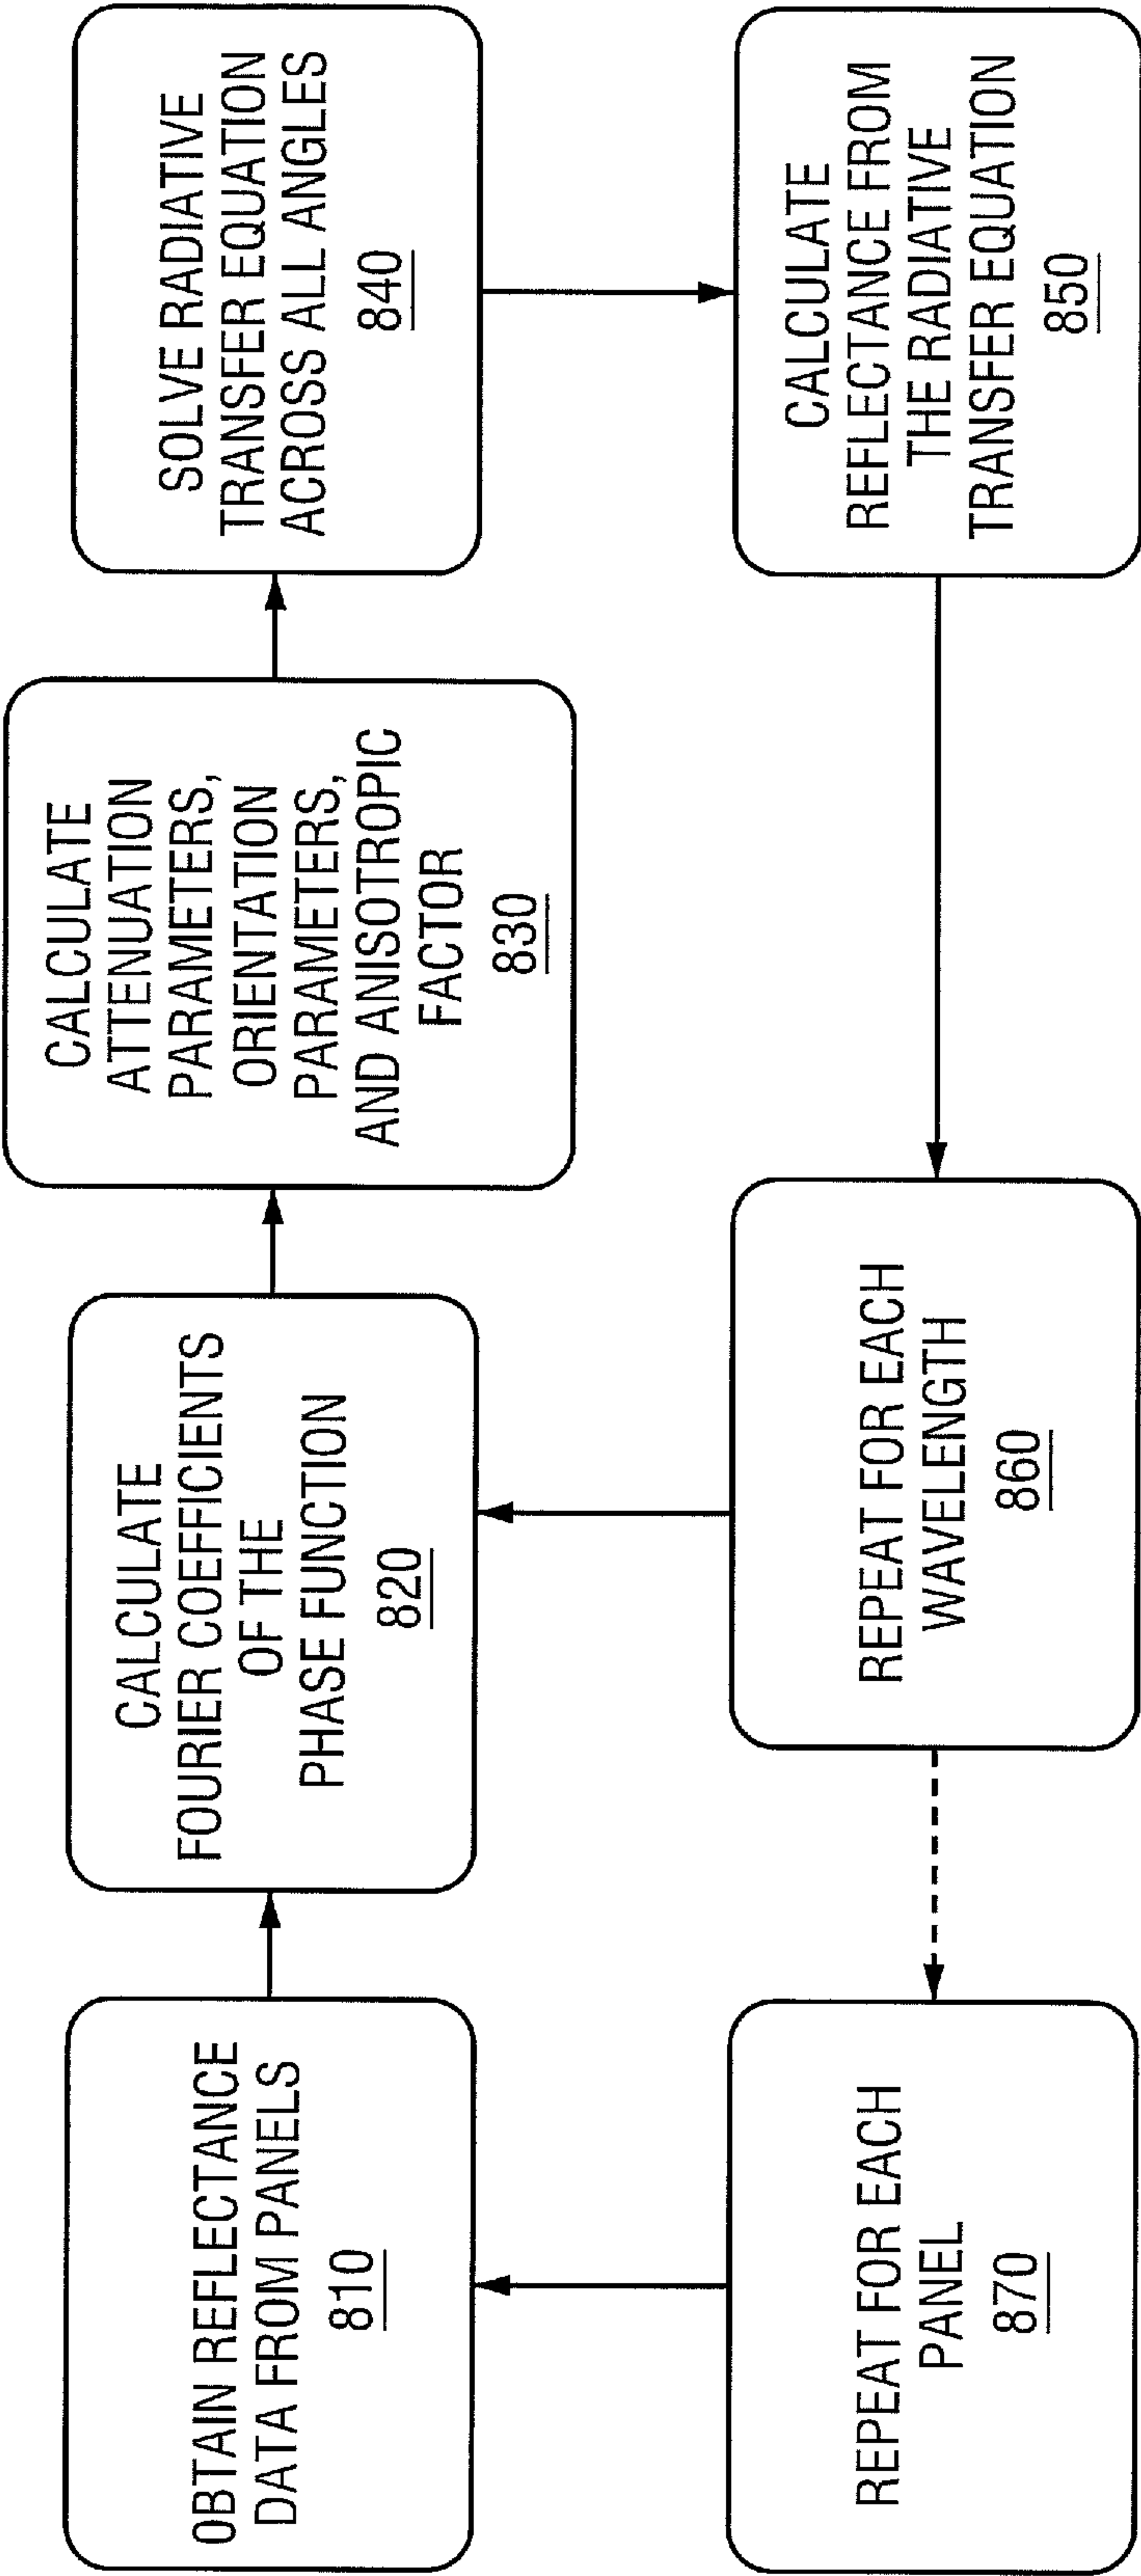 OBTAIN REFLECTANCE
DATA FROM PANELS
810
CALCULATE
FOURIER COEFFICIENTS
OF THE
PHASE FUNCTION
820
CALCULATE
ATTENUATION
PARAMETERS,
ORIENTATION
PARAMETERS,
AND ANISOTROPIC
FACTOR
830
SOLVE RADIATIVE
TRANSFER EQUATION
ACROSS ALL ANGLES
840
CALCULATE
REFLECTANCE FROM
THE RADIATIVE
TRANSFER EQUATION
850
REPEAT FOR EACH
WAVELENGTH
860
REPEAT FOR EACH
PANEL
870